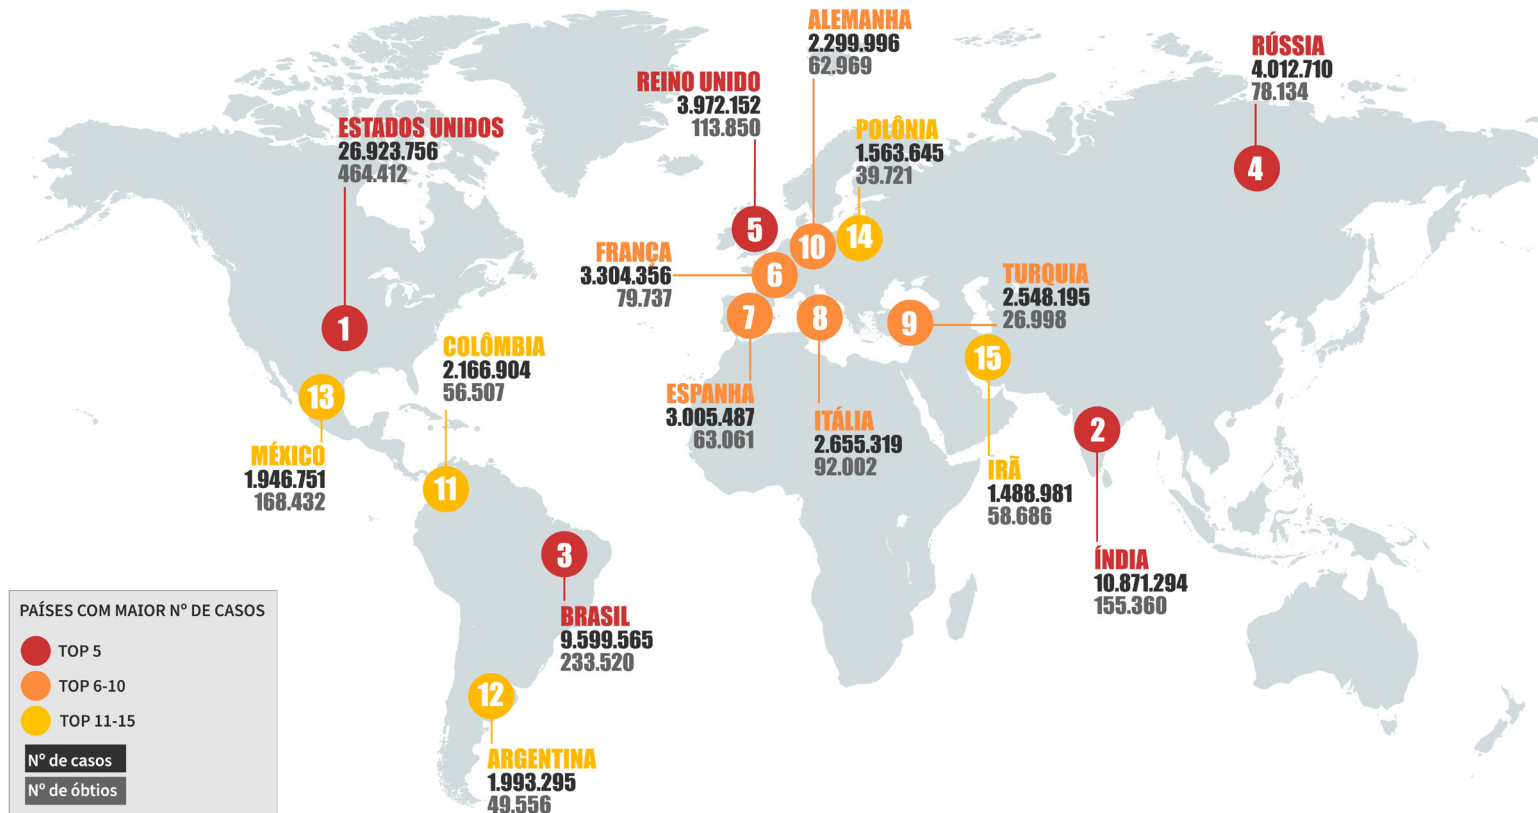 ALEMANHA
2.299.996
62.969
RÚSSIA
4.012.710
78.134
REINO UNIDO
3.972.152
113.850
ESTADOS UNIDOS
26.923.756
464.412
POLÔNIA
1.563.645
39.721
4
5
10
14
FRANÇA
3.304.356
79.737
6
TURQUIA
2.548.195
26.998
7
8
9
1
COLÔMBIA
2.166.904
56.507
15
13
ESPANHA
3.005.487
63.061
ITÁLIA
2.655.319
92.002
2
MÉXICO
1.946.751
168.432
11
IRÃ
1.488.981
58.686
3
ÍNDIA
10.871.294
155.360
BRASIL
9.599.565
233.520
12
ARGENTINA
1.993.295
49.556
PAÍSES COM MAIOR Nº DE CASOS
TOP 5
TOP 6-10
TOP 11-15
Nº de casos
Nº de óbtios